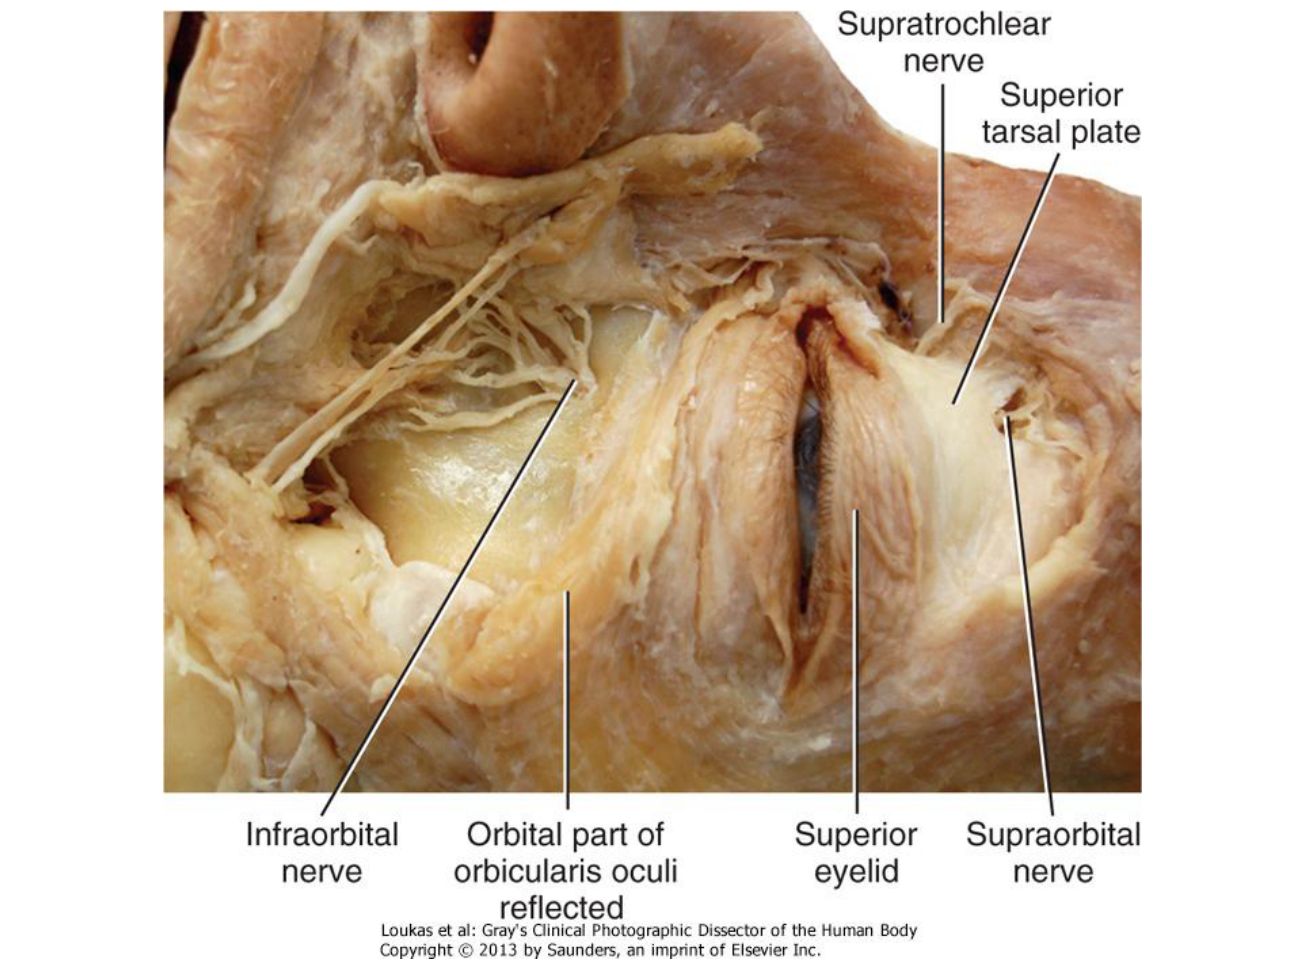 Supratrochlear
nerve
Superior
tarsal plate
Infraorbital
nerve
Orbital part of
orbicularis oculi
reflected
Superior
eyelid
Supraorbital
nerve
Loukas et al: Gray's Clinical Photographic Dissector of the Human Body
Copyright © 2013 by Saunders, an imprint of Elsevier Inc.